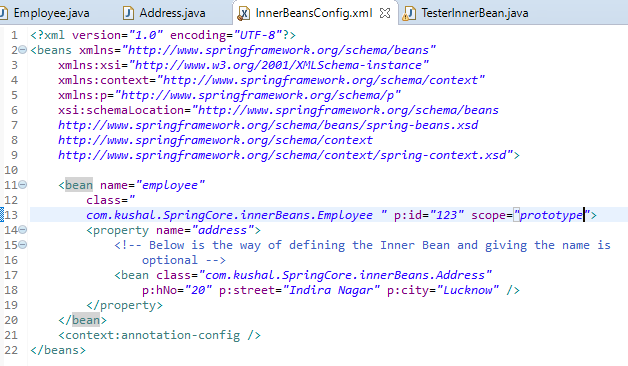 Employee.java Address.java InnerBeansConfig.xml TesterInnerBean.java
1 <?xml version="1.0" encoding="UTF-8"?>
2 <beans xmlns="http://www.springframework.org/schema/beans"
3 xmlns:xsi="http://www.w3.org/2001/XMLSchema-instance"
4 xmlns:context="http://www.springframework.org/schema/context"
5 xmlns:p="http://www.springframework.org/schema/p"
6 xsi:schemaLocation="http://www.springframework.org/schema/beans
7 http://www.springframework.org/schema/beans/spring-beans.xsd
8 http://www.springframework.org/schema/context
9 http://www.springframework.org/schema/context/spring-context.xsd">
10
11 <bean name="employee"
12 class="
13 com.kushal.SpringCore.innerBeans.Employee " p:id="123" scope="prototype">
14 <property name="address">
15 <!-- Below is the way of defining the Inner Bean and giving the name is
16 optional -->
17 <bean class="com.kushal.SpringCore.innerBeans.Address"
18 p:hNo="20" p:street="Indira Nagar" p:city="Lucknow" />
19 </property>
20 </bean>
21 <context:annotation-config />
22 </beans>